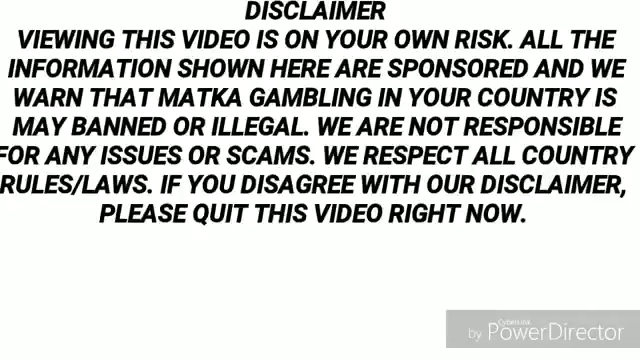 DISCLAIMER
VIEWING THIS VIDEO IS ON YOUR OWN RISK. ALL THE
INFORMATION SHOWN HERE ARE SPONSORED AND WE
WARN THAT MATKA GAMBLING IN YOUR COUNTRY IS
MAY BANNED OR ILLEGAL. WE ARE NOT RESPONSIBLE
FOR ANY ISSUES OR SCAMS. WE RESPECT ALL COUNTRY
RULES/LAWS. IF YOU DISAGREE WITH OUR DISCLAIMER,
PLEASE QUIT THIS VIDEO RIGHT NOW.
CyberLink
by PowerDirector